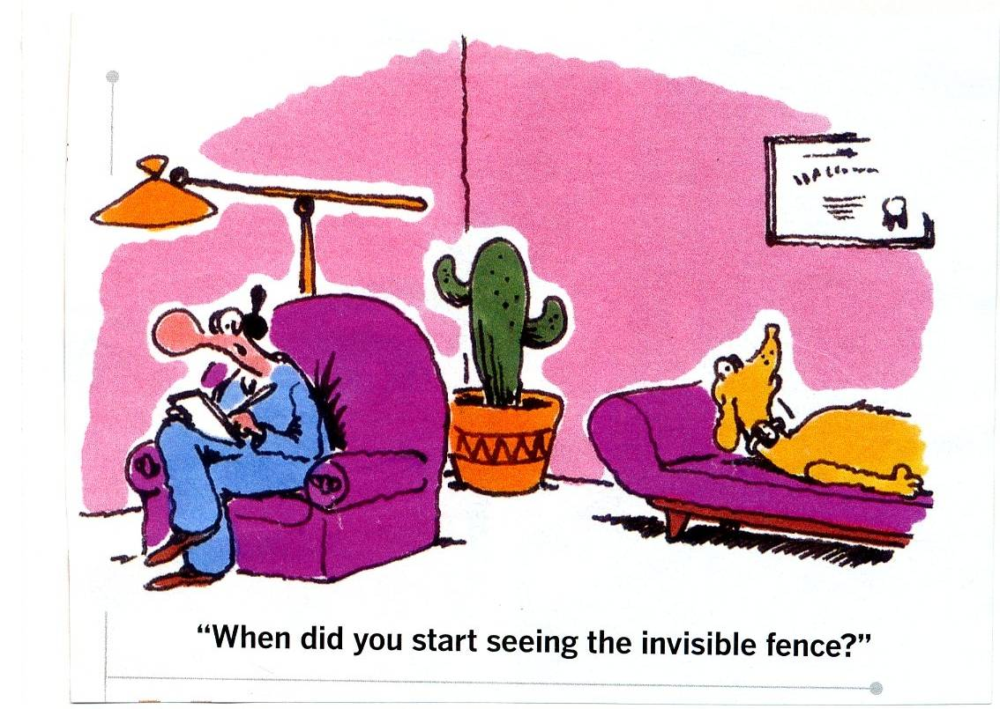 “When did you start seeing the invisible fence?”